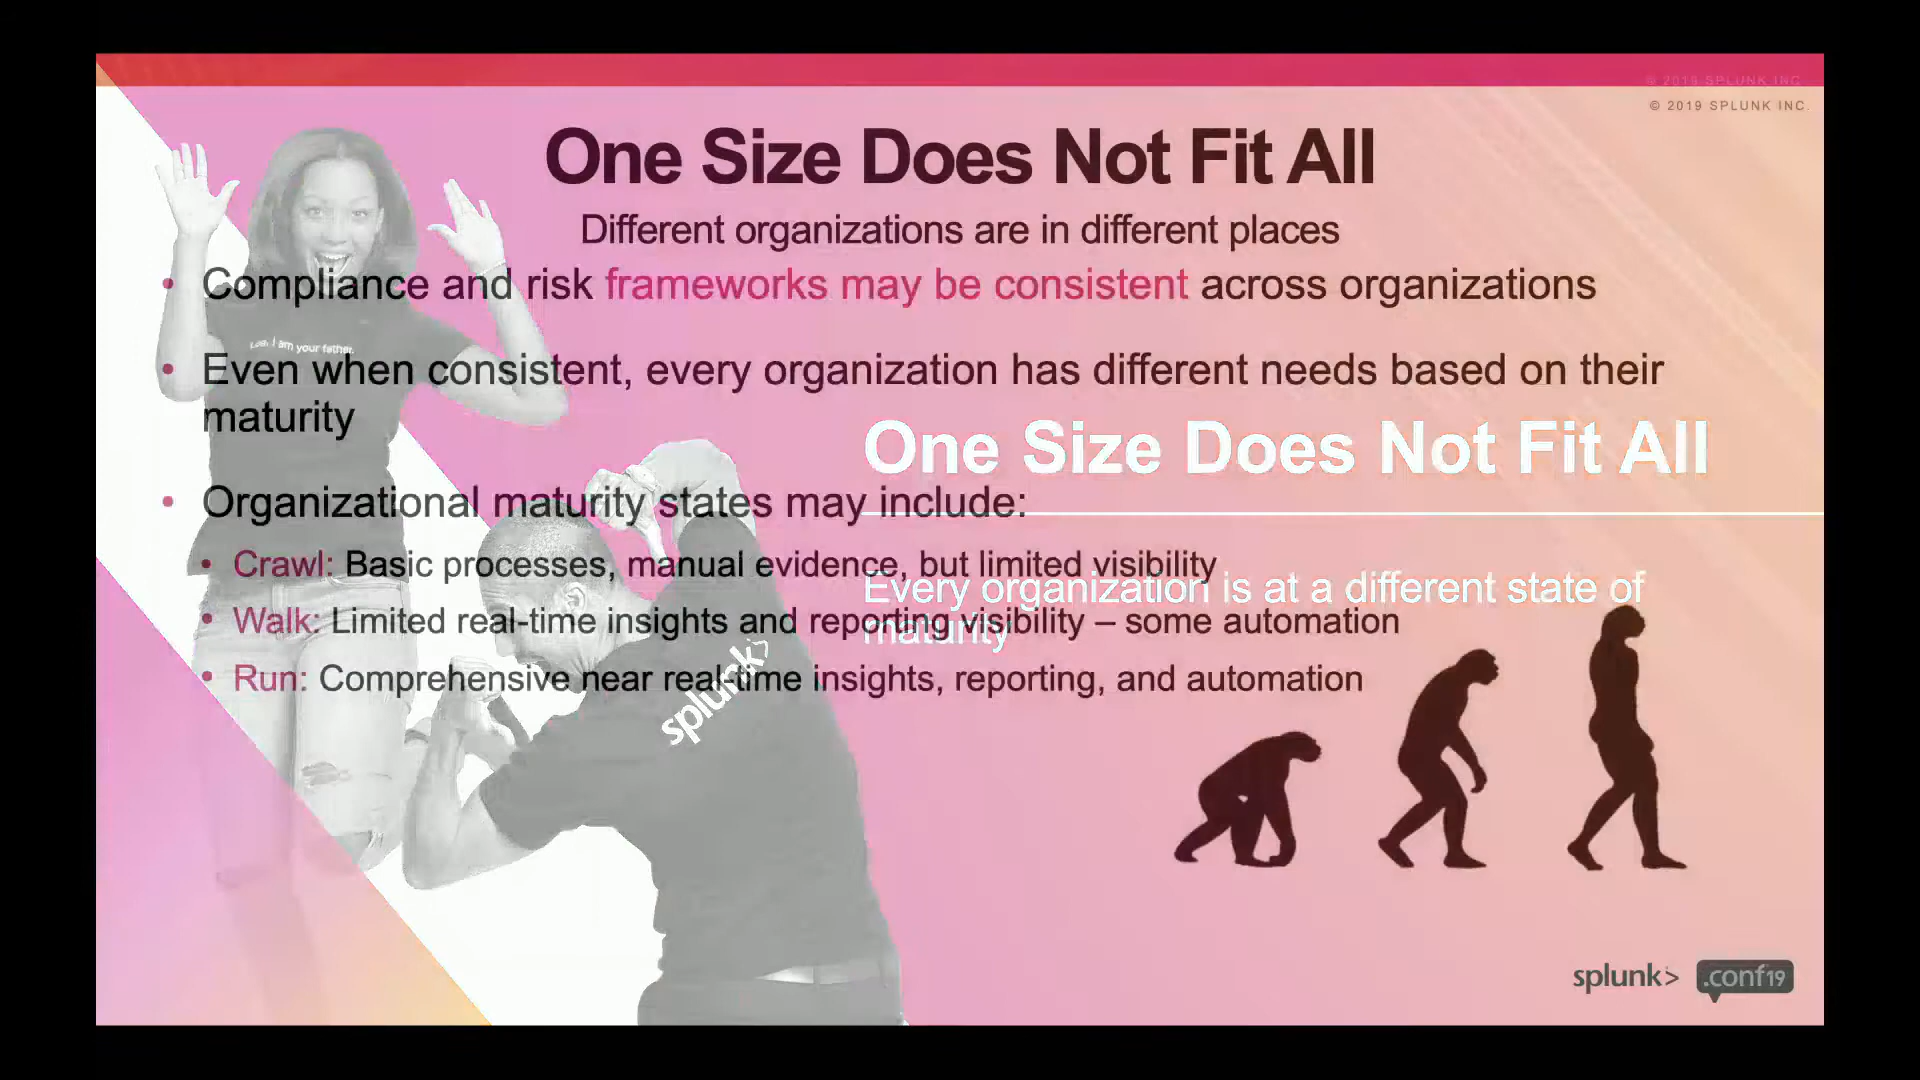 © 2019 SPLUNK INC.
© 2019 SPLUNK INC.
One Size Does Not Fit All
Different organizations are in different places
• Compliance and risk frameworks may be consistent across organizations
• Even when consistent, every organization has different needs based on their
maturity
• Organizational maturity states may include:
• Crawl: Basic processes, manual evidence, but limited visibility
• Walk: Limited real-time insights and reporting visibility – some automation
• Run: Comprehensive near real-time insights, reporting, and automation
One Size Does Not Fit All
Every organization is at a different state of
maturity
I am your father.
splunk>
splunk> .conf19